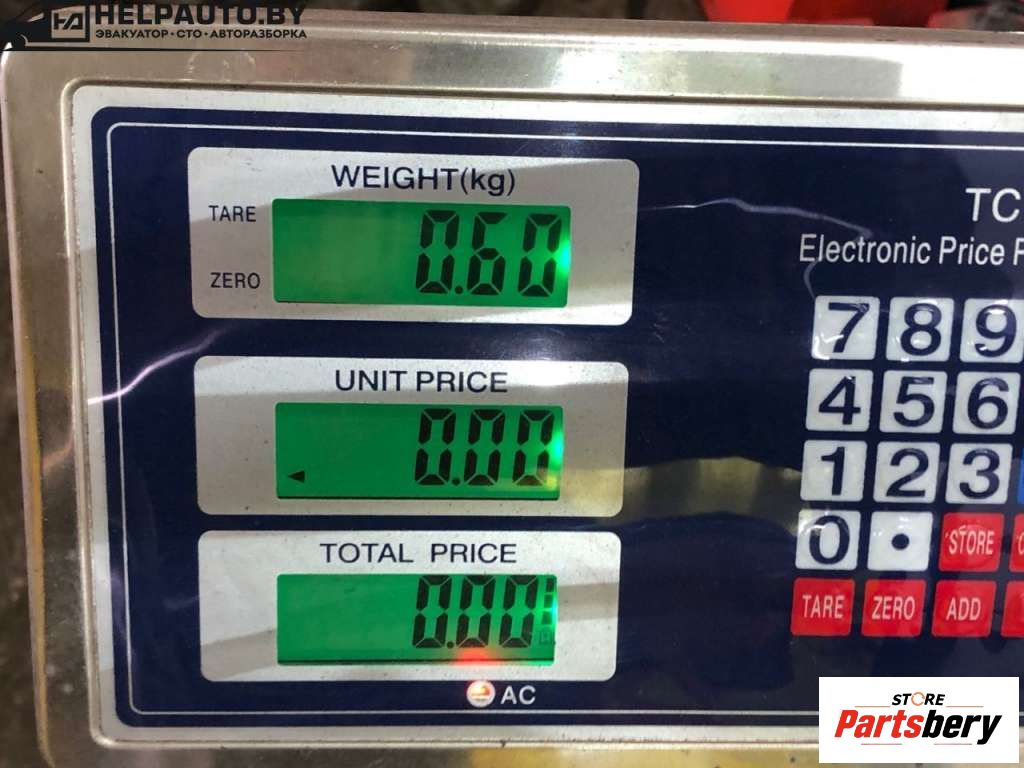 HELPAUTO.BY
ЭВАКУАТОР • СТО • АВТОРАЗБОРКА
WEIGHT(kg)
TARE
0.60
ZERO
TC
Electronic Price
UNIT PRICE
0.00
TOTAL PRICE
0.00
AC
7 8 9
4 5 6
1 2 3
0 . STORE
TARE ZERO ADD
STORE
Partsbery